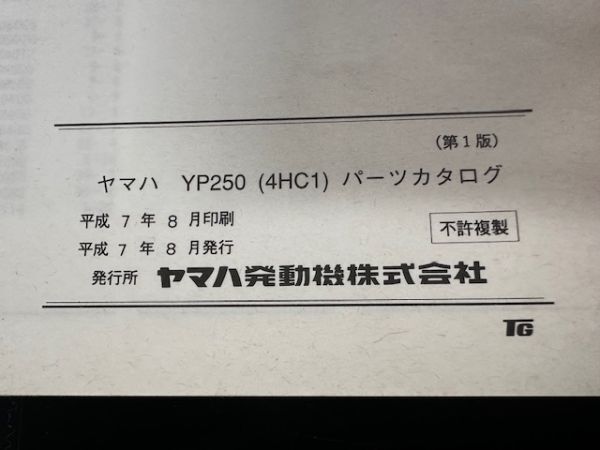 (第1版)
ヤマハ YP250 (4HC1) パーツカタログ
平成 7 年 8 月印刷
平成 7 年 8 月発行
不許複製
発行所 ヤマハ発動機株式会社
TG